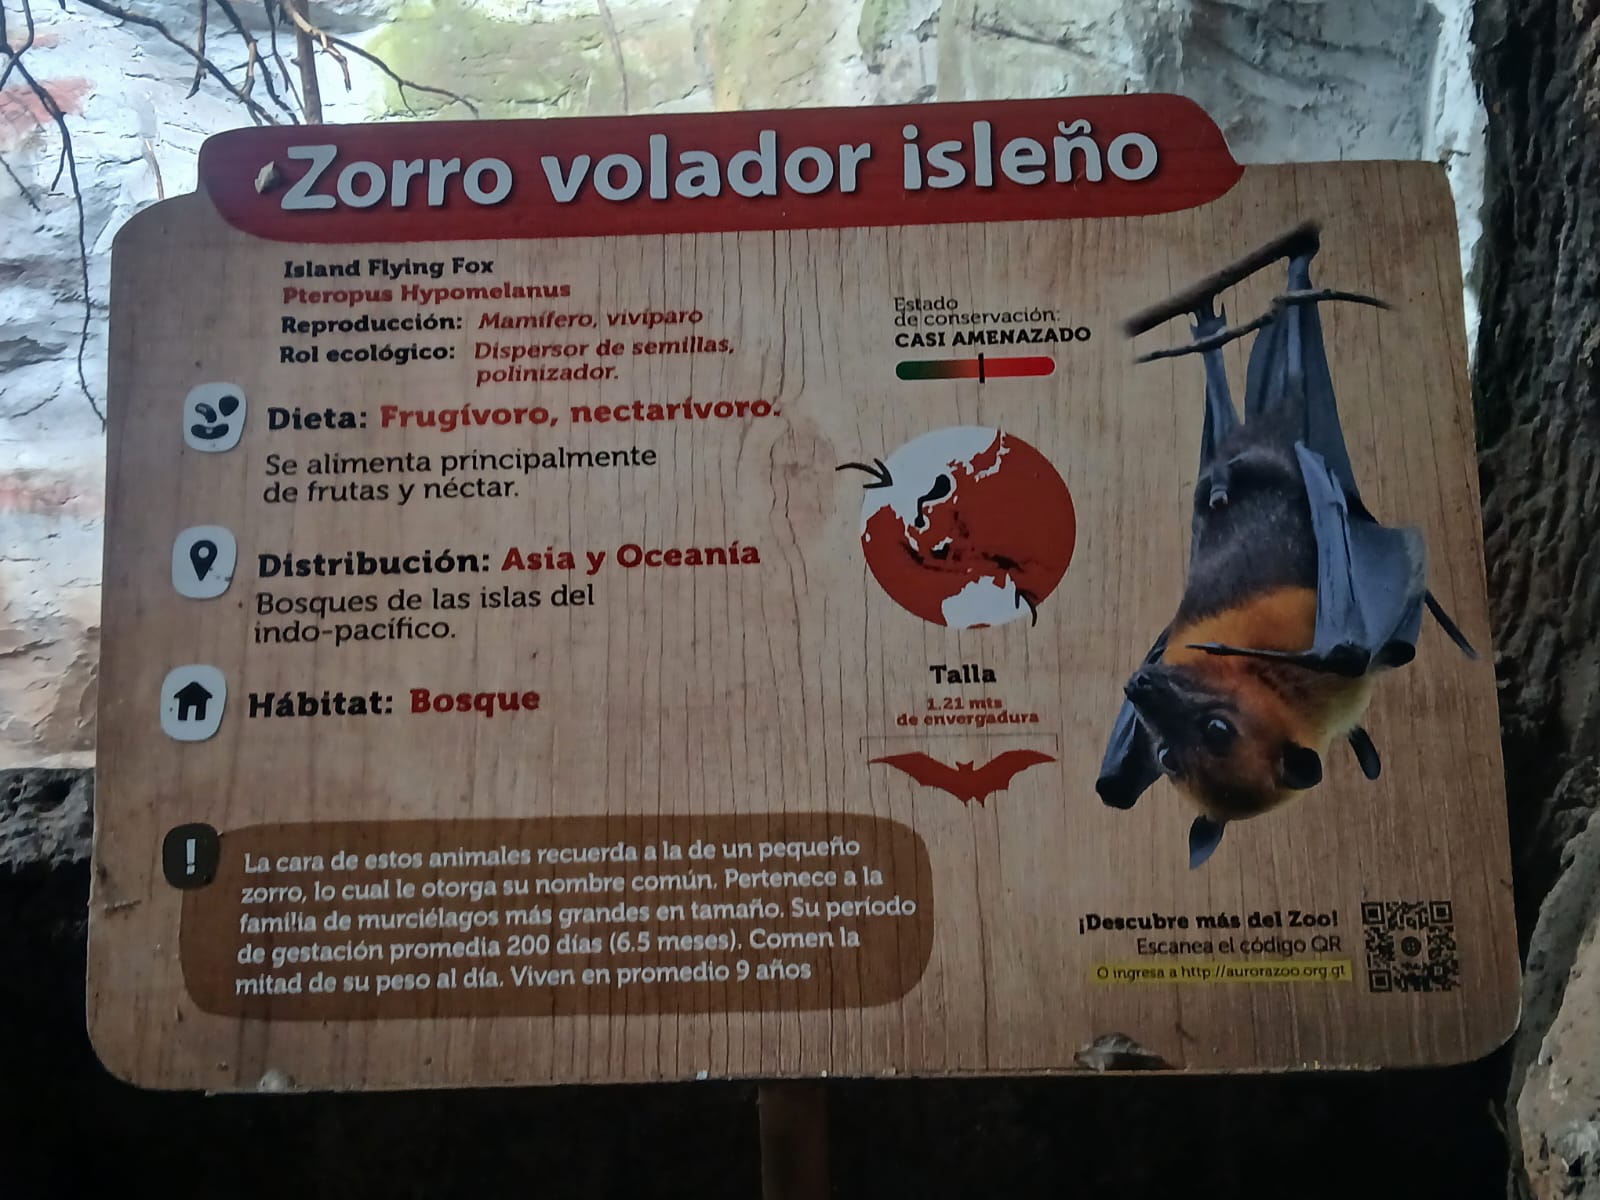 Zorro volador isleño
Island Flying Fox
Pteropus Hypomelanus
Reproducción: Mamífero, vivíparo
Rol ecológico: Dispersor de semillas,
polinizador.
Dieta: Frugívoro, nectarívoro.
Se alimenta principalmente
de frutas y néctar.
Distribución: Asia y Oceanía
Bosques de las islas del
indo-pacífico.
Hábitat: Bosque
Estado
de conservación:
CASI AMENAZADO
Talla
1.21 mts
de envergadura
!
La cara de estos animales recuerda a la de un pequeño
zorro, lo cual le otorga su nombre común. Pertenece a la
familia de murciélagos más grandes en tamaño. Su período
de gestación promedia 200 días (6.5 meses). Comen la
mitad de su peso al día. Viven en promedio 9 años
¡Descubre más del Zoo!
Escanea el código QR
O ingresa a http://aurorazoo.org.gt